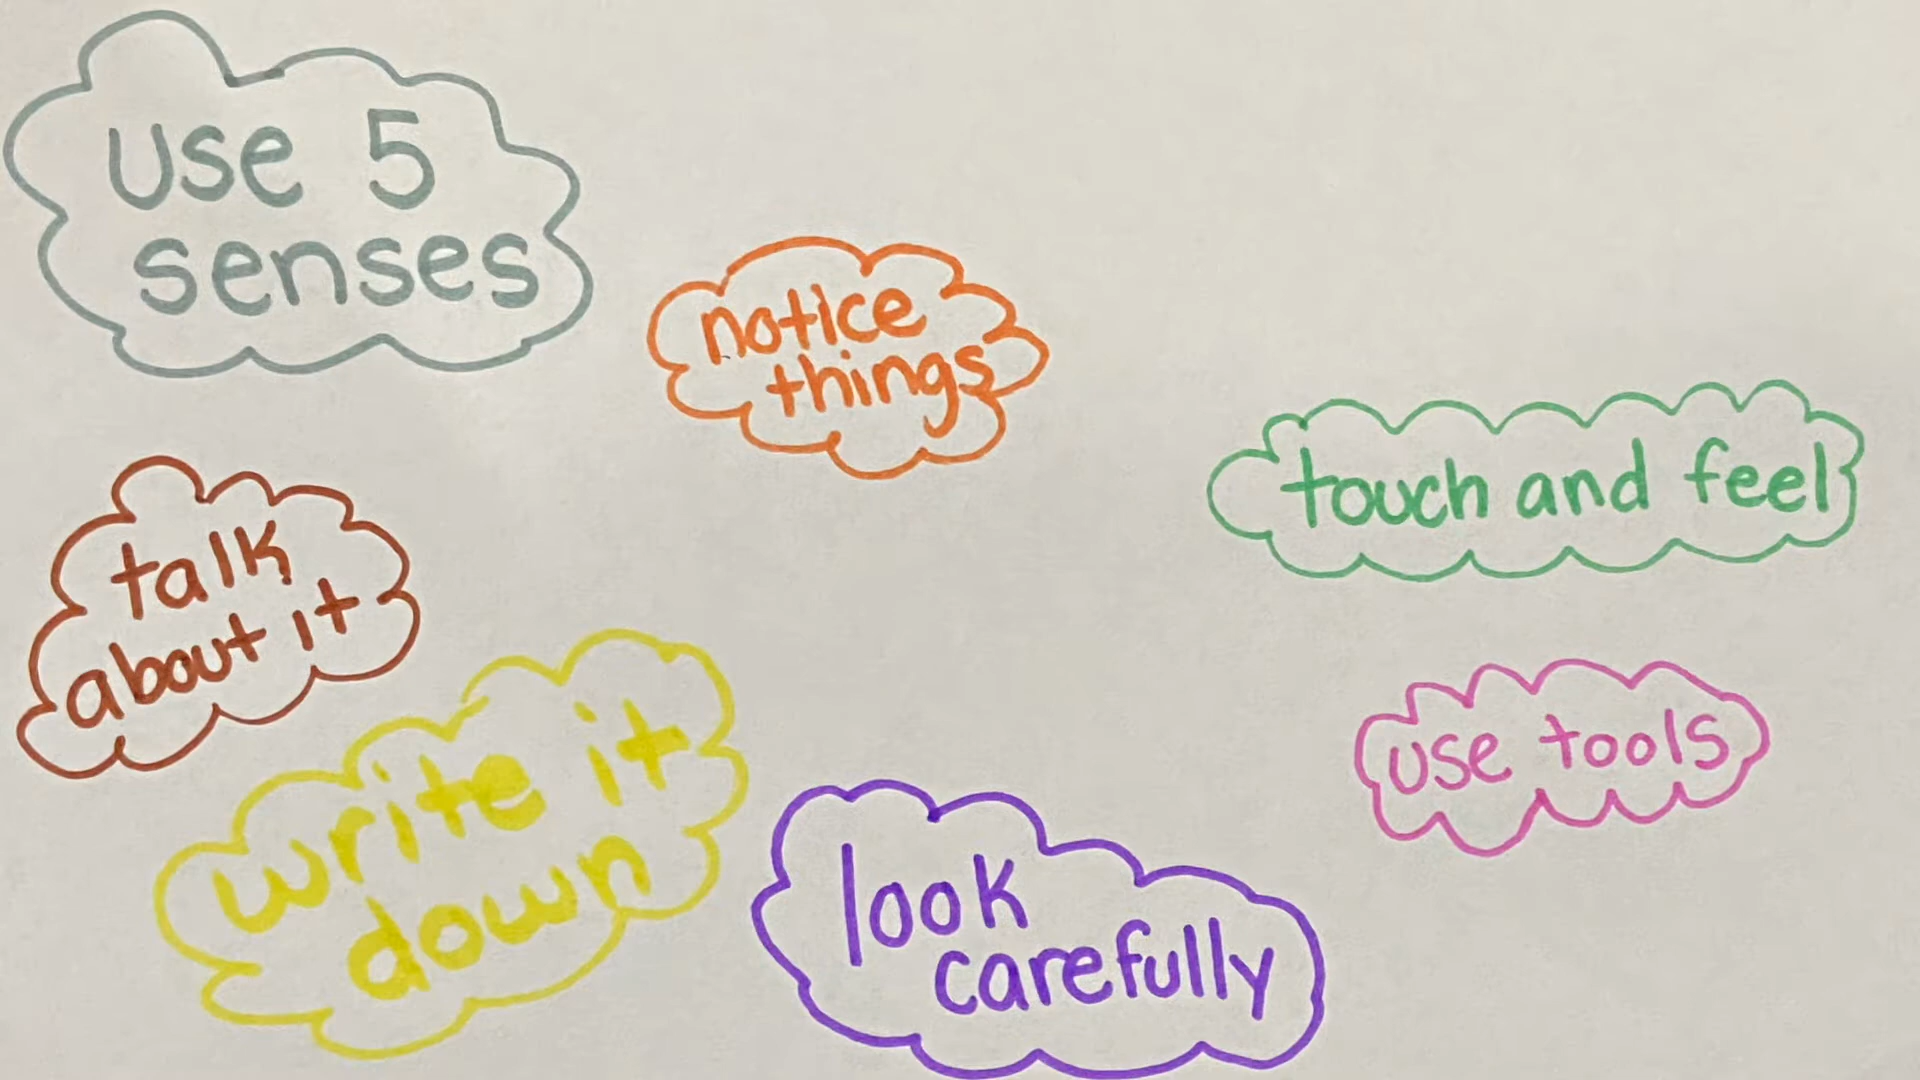 use 5
senses
notice
things
touch and feel
talk
about it
write it
down
use tools
look
carefully